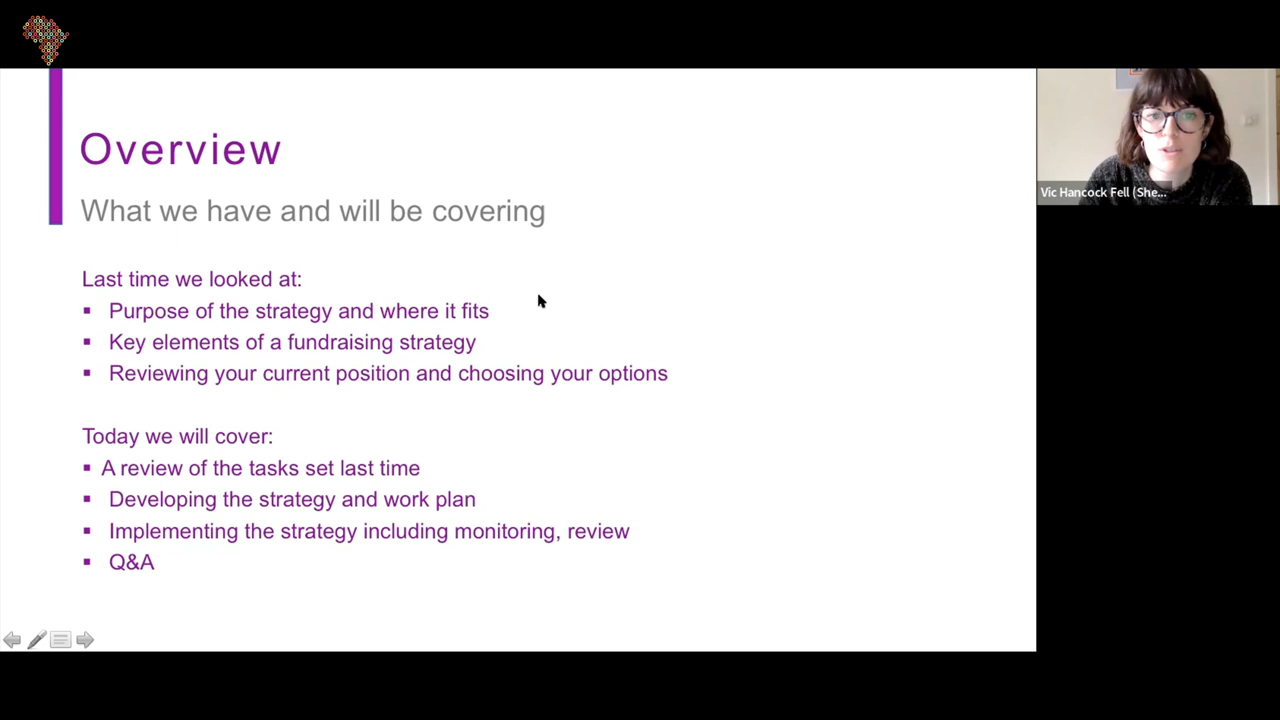 Overview
What we have and will be covering
Last time we looked at:
▪ Purpose of the strategy and where it fits
▪ Key elements of a fundraising strategy
▪ Reviewing your current position and choosing your options
Today we will cover:
▪ A review of the tasks set last time
▪ Developing the strategy and work plan
▪ Implementing the strategy including monitoring, review
▪ Q&A
Vic Hancock Fell (She...